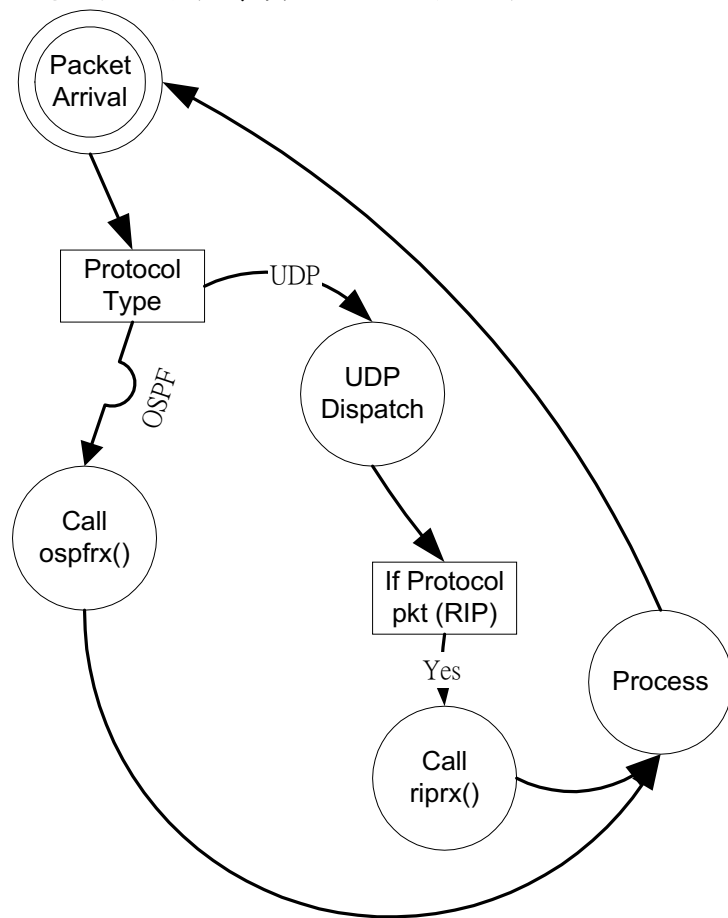 Packet
Arrival
Protocol
Type
UDP
OSPF
UDP
Dispatch
Call
ospfrx()
If Protocol
pkt (RIP)
Yes
Process
Call
riprx()